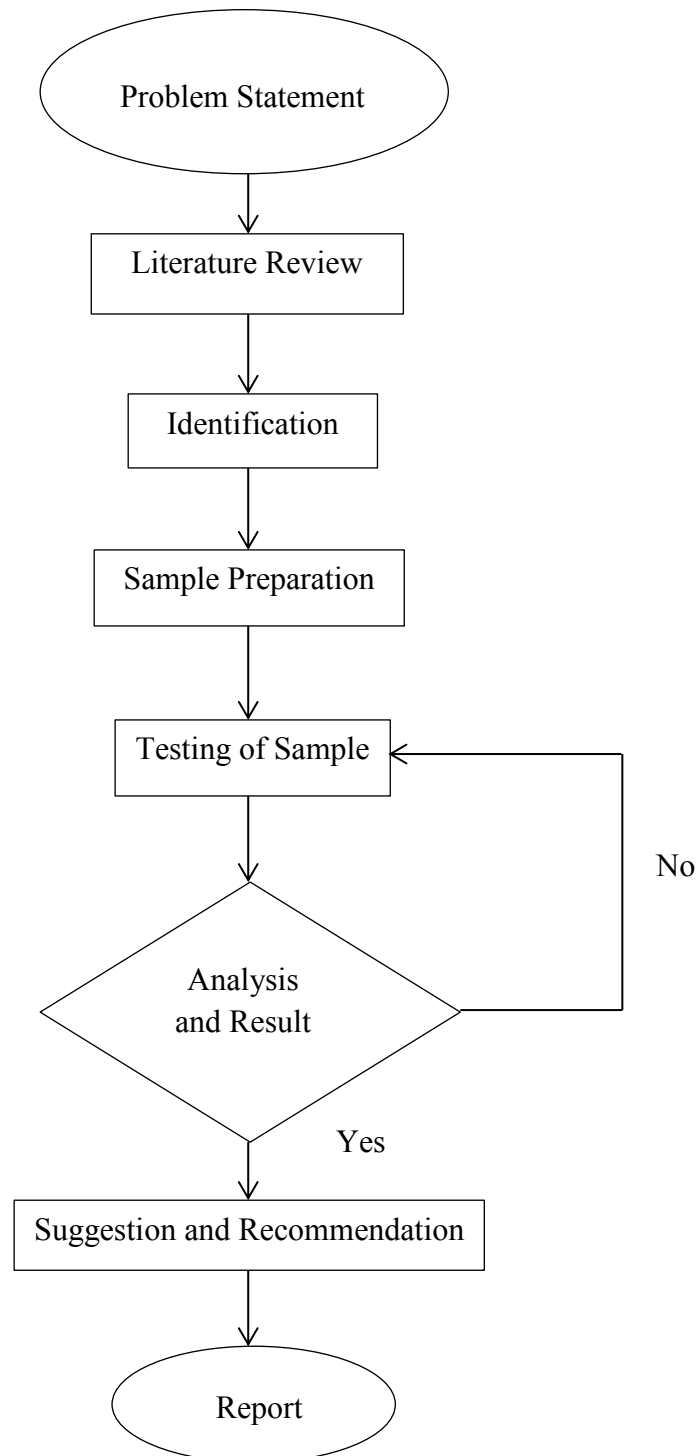 Problem Statement
Literature Review
Identification
Sample Preparation
Testing of Sample
No
Analysis
and Result
Yes
Suggestion and Recommendation
Report